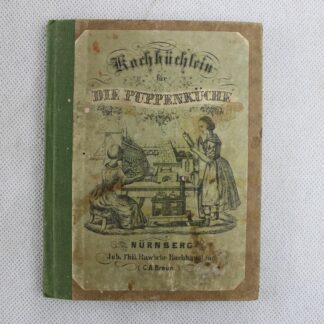 Kochbüchlein
für
DIE PUPPENKÜCHE
NÜRNBERG
Joh. Phil. Raw'sche Buchhandlung
(C.A.Braun.)